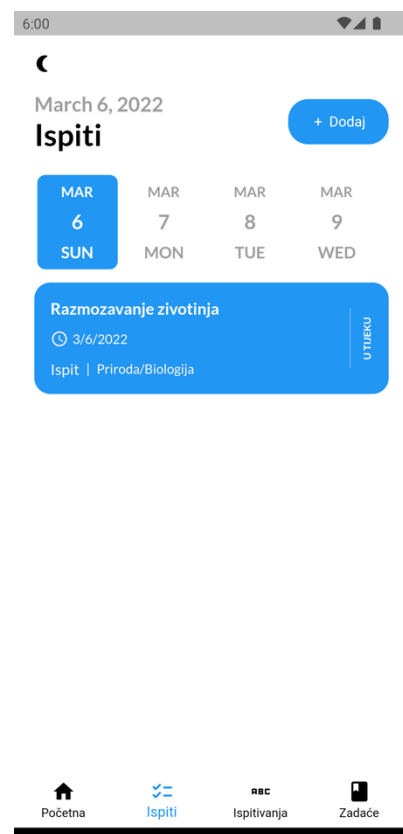 6:00
March 6, 2022
Ispiti
+ Dodaj
MAR MAR MAR MAR
6 7 8 9
SUN MON TUE WED
Razmozavanje zivotinja
3/6/2022
Ispit | Priroda/Biologija
U TIJEKU
ABC
Početna Ispiti Ispitivanja Zadaće